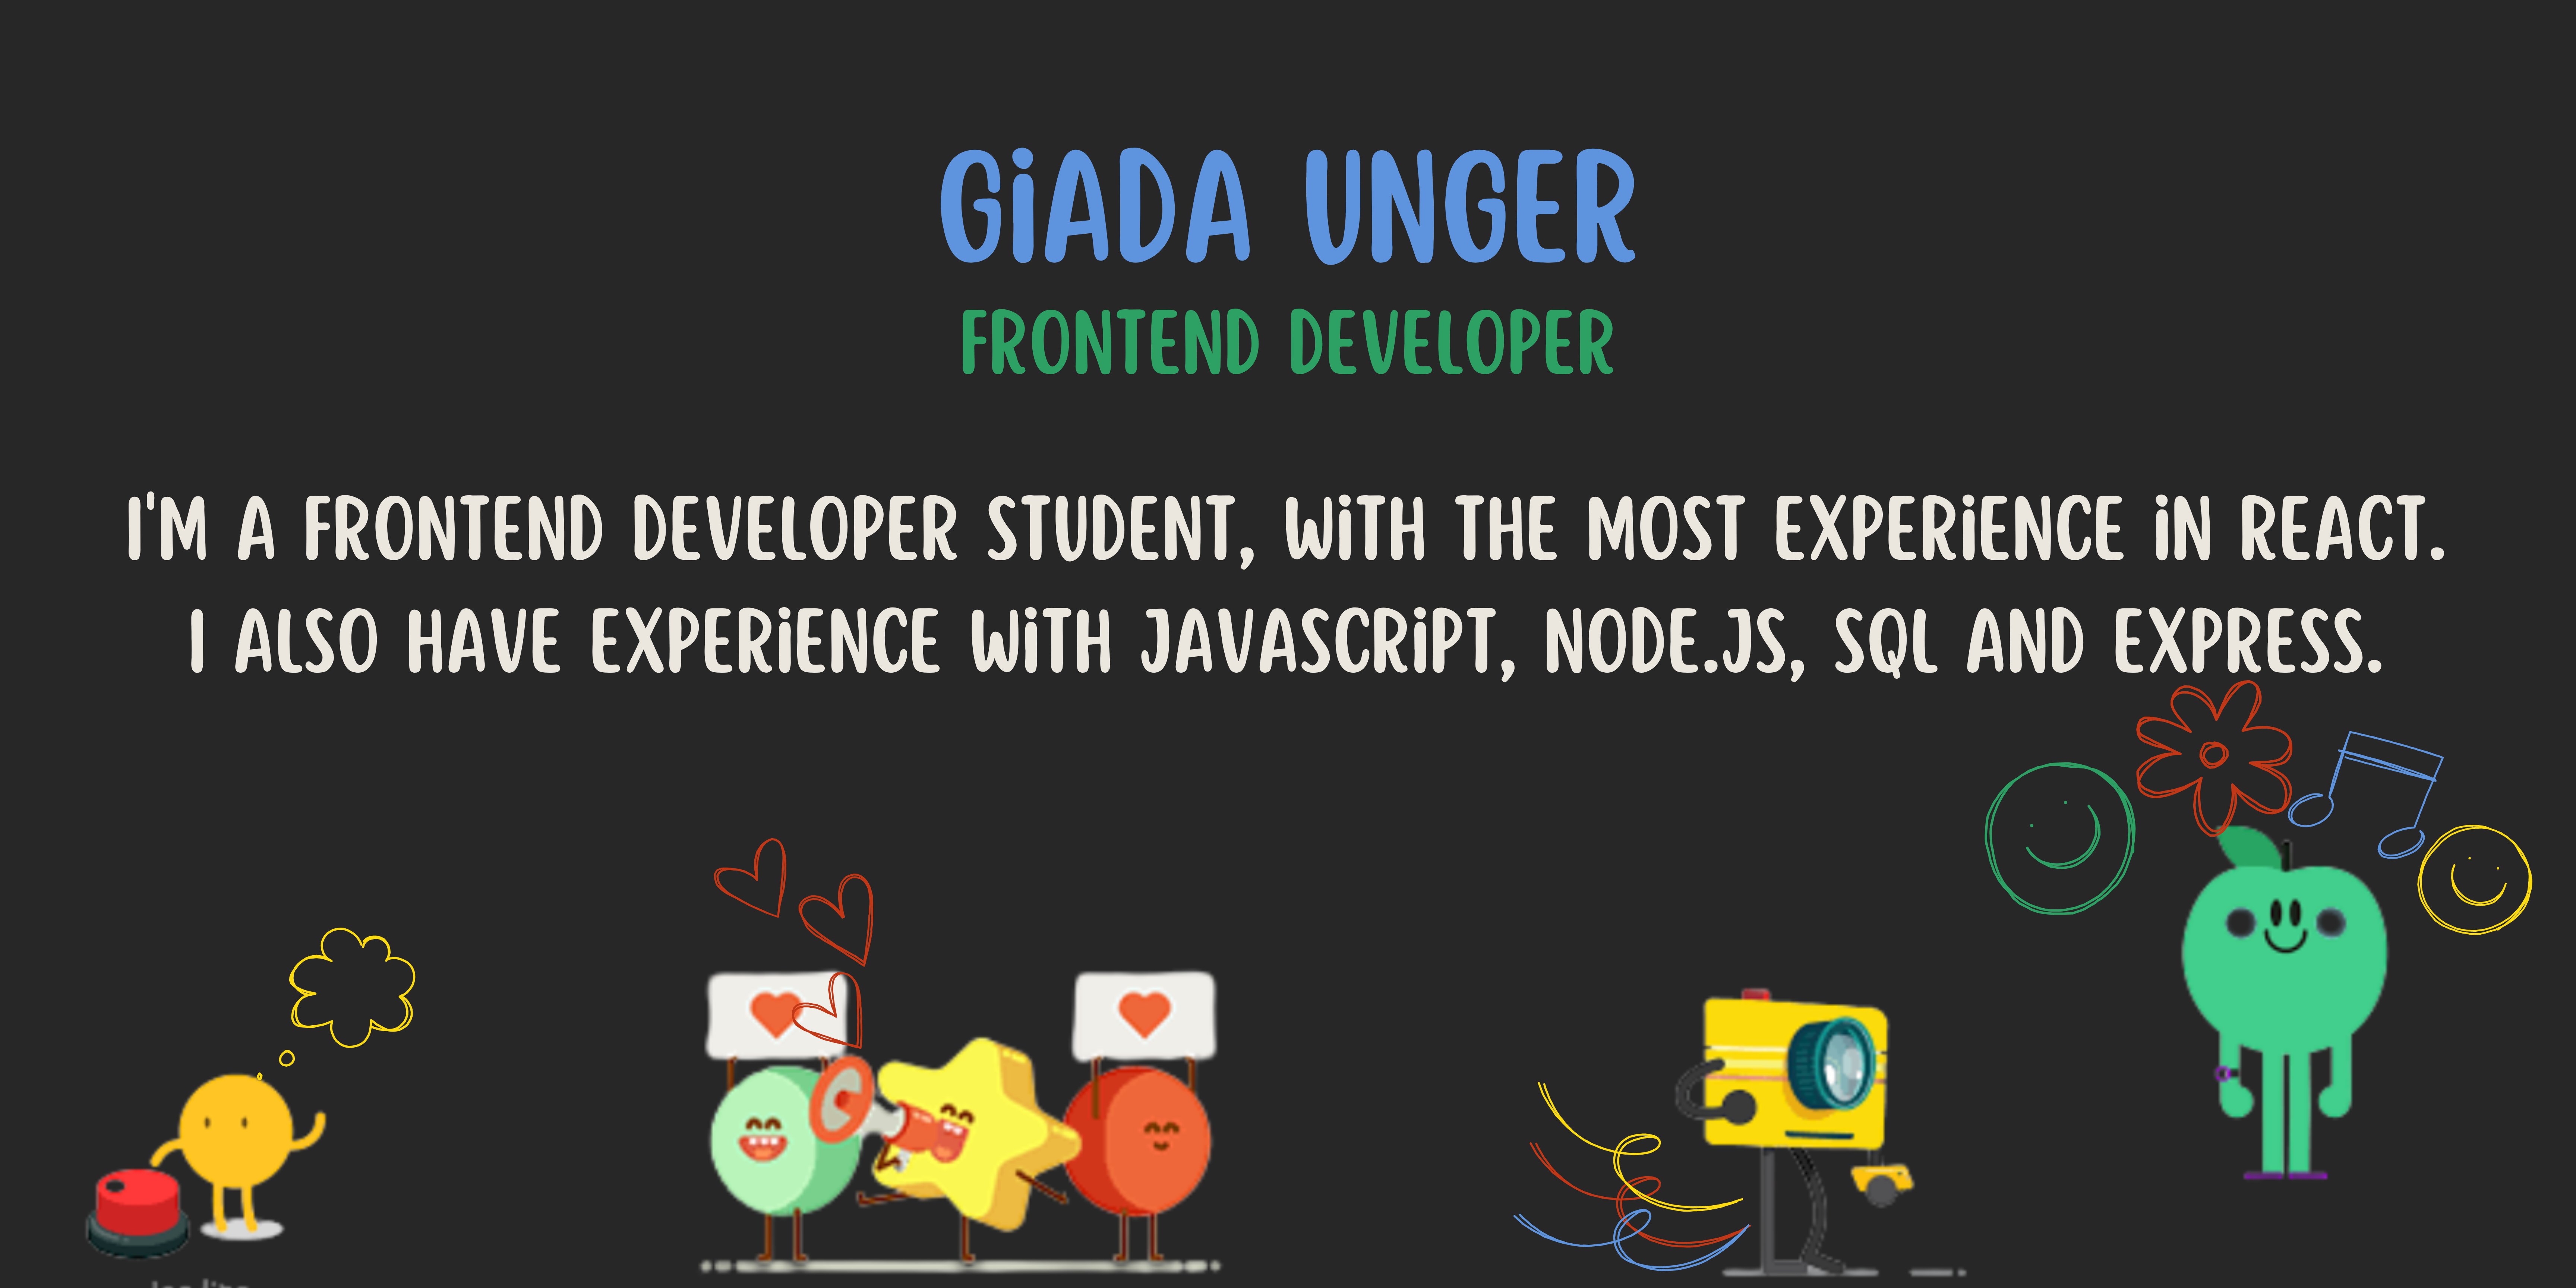 GiADA UNGER
FRONTEND DEVELOPER
I'M A FRONTEND DEVELOPER STUDENT, WiTH THE MOST EXPERiENCE iN REACT.
I ALSO HAVE EXPERiENCE WiTH JAVASCRiPT, NODE.JS, SQL AND EXPRESS.